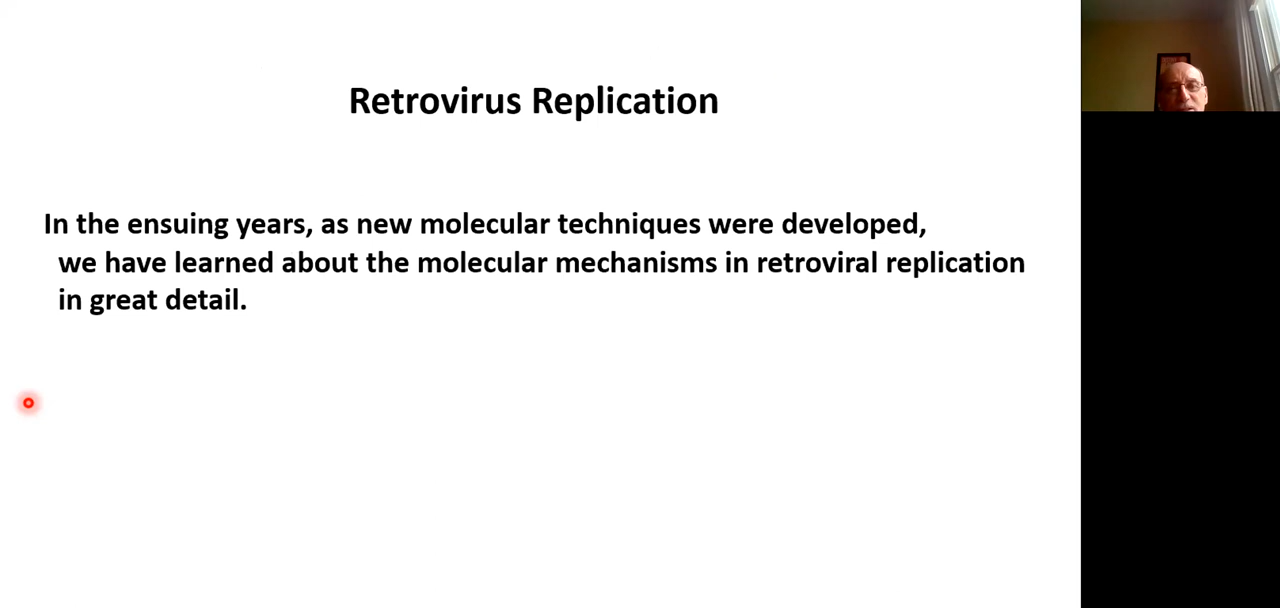 Retrovirus Replication
In the ensuing years, as new molecular techniques were developed,
we have learned about the molecular mechanisms in retroviral replication
in great detail.